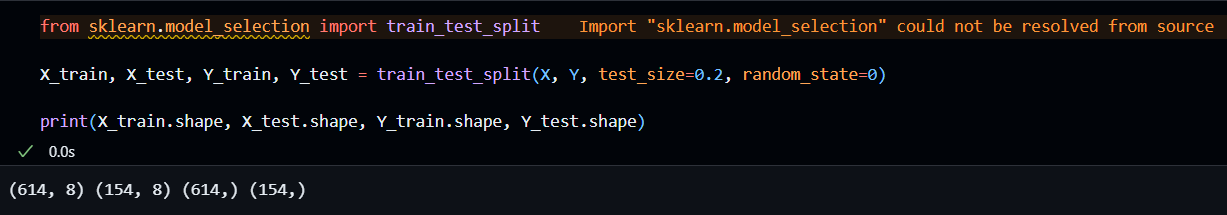 from sklearn.model_selection import train_test_split    Import "sklearn.model_selection" could not be resolved from source
X_train, X_test, Y_train, Y_test = train_test_split(X, Y, test_size=0.2, random_state=0)
print(X_train.shape, X_test.shape, Y_train.shape, Y_test.shape)
✓ 0.0s
(614, 8) (154, 8) (614,) (154,)